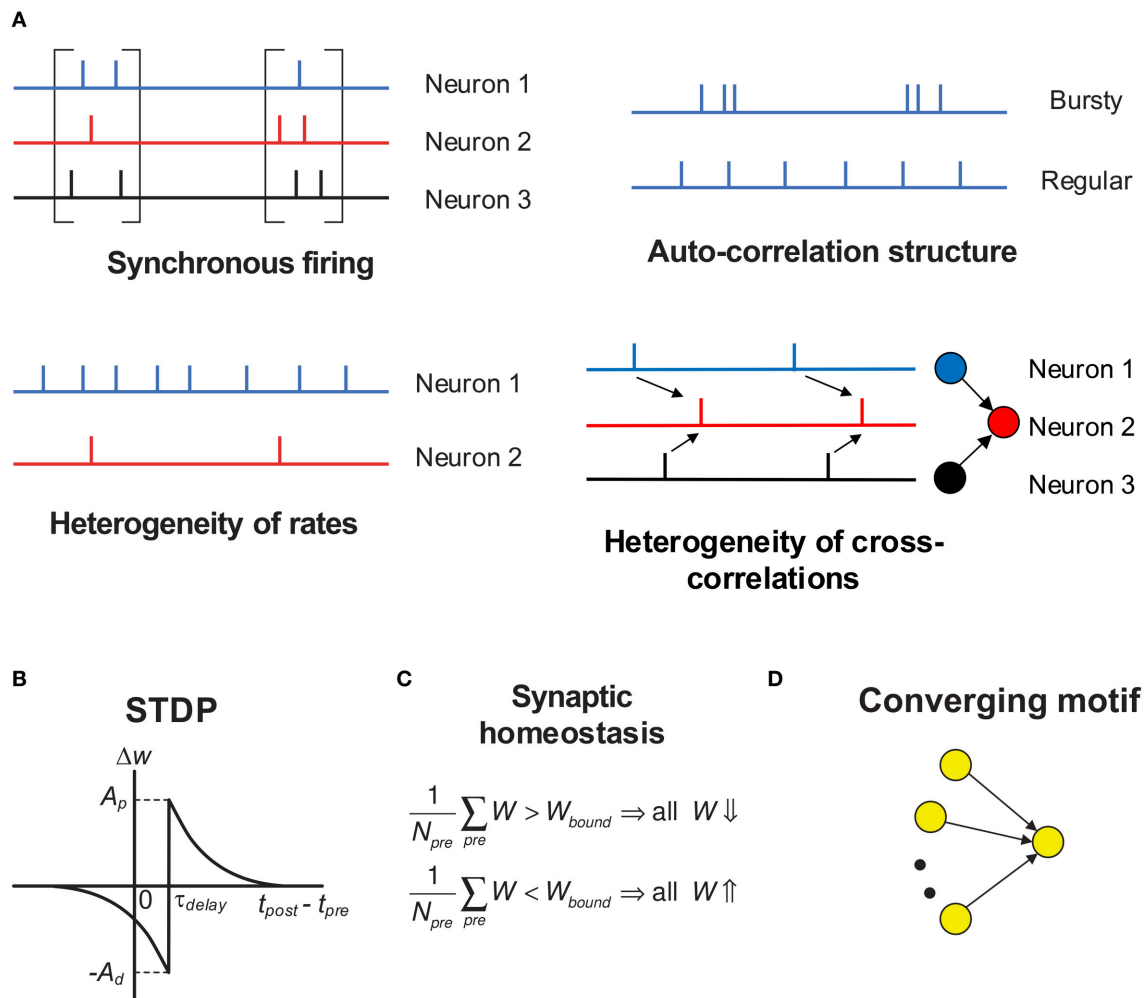 A
Neuron 1
Neuron 2
Neuron 3
Synchronous firing
Bursty
Regular
Auto-correlation structure
Neuron 1
Neuron 2
Heterogeneity of rates
Neuron 1
Neuron 2
Neuron 3
Heterogeneity of cross-
correlations
B
STDP
Δw
A_p
0
τ_delay
t_post - t_pre
-A_d
C
Synaptic
homeostasis
1/N_pre ∑_pre W > W_bound ⇒ all W ⇓
1/N_pre ∑_pre W < W_bound ⇒ all W ⇑
D
Converging motif